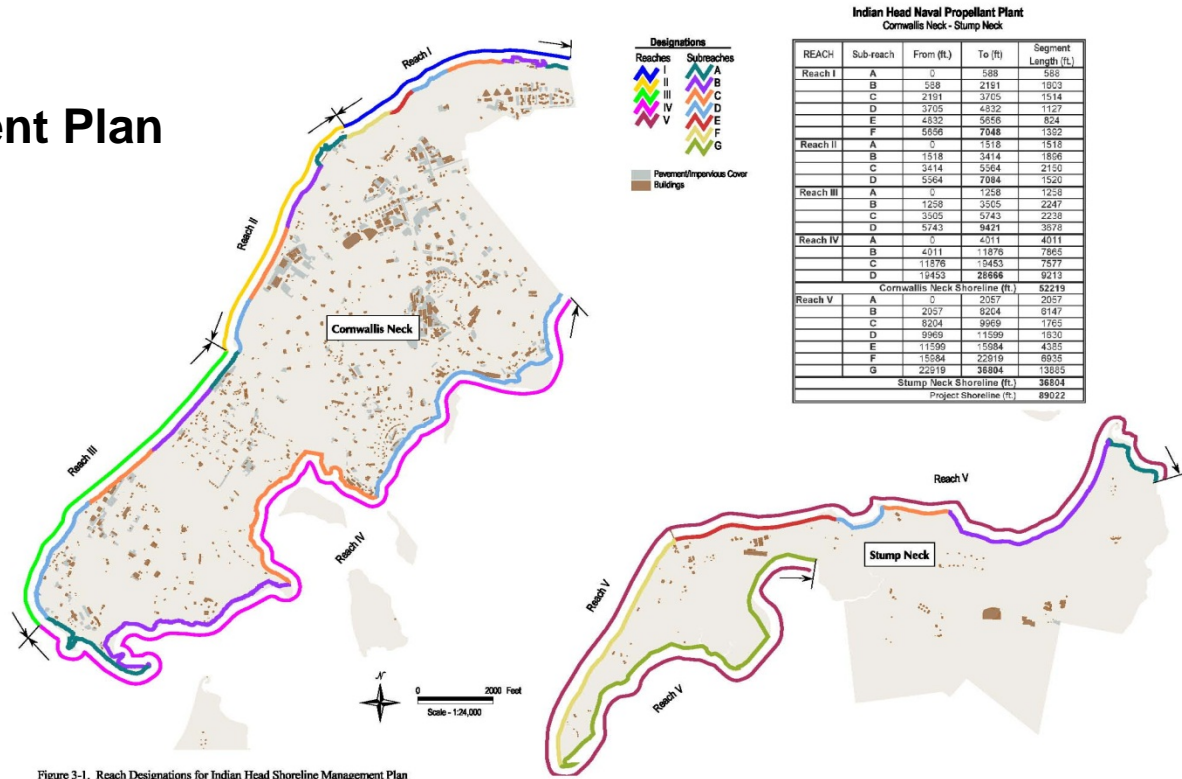 ent Plan
Indian Head Naval Propellant Plant
Cornwallis Neck - Stump Neck
REACH Sub-reach From (ft.) To (ft) Segment Length (ft.)
Reach I A 0 588 588
B 588 2191 1603
C 2191 3705 1514
D 3705 4832 1127
E 4832 5656 824
F 5656 7048 1392
Reach II A 0 1518 1518
B 1518 3414 1896
C 3414 5564 2150
D 5564 7084 1520
Reach III A 0 1258 1258
B 1258 3505 2247
C 3505 5743 2238
D 5743 9421 3678
Reach IV A 0 4011 4011
B 4011 11876 7865
C 11876 19453 7577
D 19453 28666 9213
Cornwallis Neck Shoreline (ft.) 52219
Reach V A 0 2057 2057
B 2057 8204 6147
C 8204 9969 1765
D 9969 11599 1630
E 11599 15984 4385
F 15984 22919 6935
G 22919 36804 13885
Stump Neck Shoreline (ft.) 36804
Project Shoreline (ft.) 89022
Designations
Reaches Subreaches
I A
II B
III C
IV D
V E
F
G
Pavement/Impervious Cover
Buildings
Reach I
Reach II
Cornwallis Neck
Reach III
Reach IV
Reach V
Stump Neck
Reach V
Reach V
N
0 2000 Feet
Scale - 1:24,000
Figure 3-1. Reach Designations for Indian Head Shoreline Management Plan